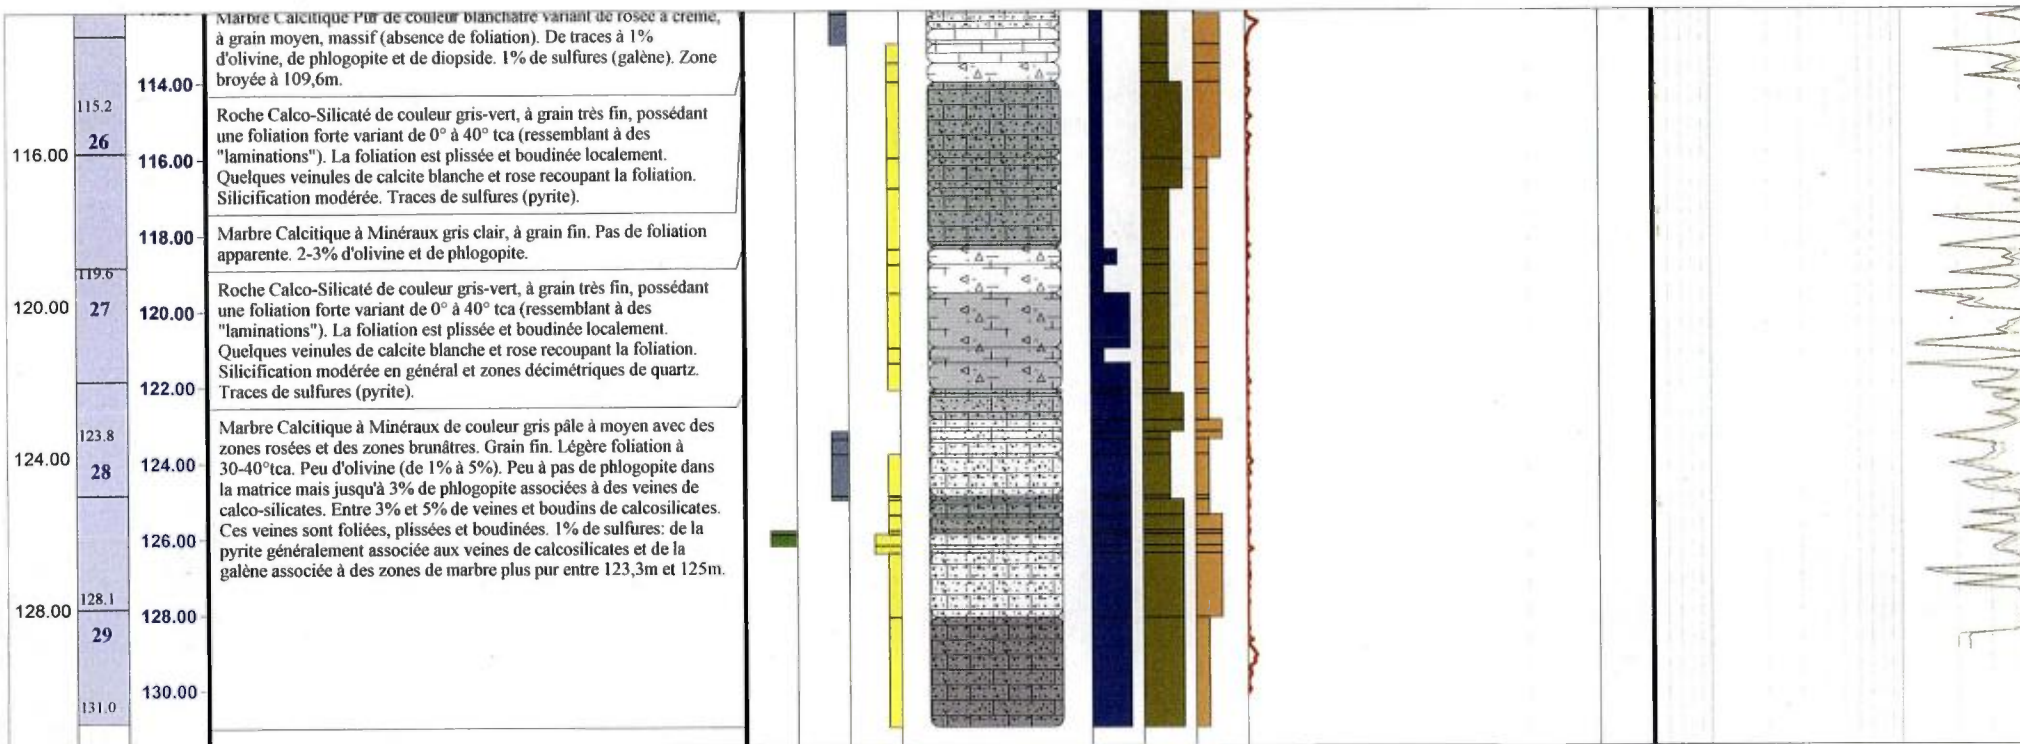 Marbre Calcitique Pur de couleur blanchâtre variant de rosée à crème,
à grain moyen, massif (absence de foliation). De traces à 1%
d'olivine, de phlogopite et de diopside. 1% de sulfures (galène). Zone
broyée à 109,6m.
114.00
115.2
Roche Calco-Silicaté de couleur gris-vert, à grain très fin, possédant
une foliation forte variant de 0° à 40° tca (ressemblant à des
26
"laminations"). La foliation est plissée et boudinée localement.
116.00
116.00
Quelques veinules de calcite blanche et rose recoupant la foliation.
Silicification modérée. Traces de sulfures (pyrite).
118.00
Marbre Calcitique à Minéraux gris clair, à grain fin. Pas de foliation
apparente. 2-3% d'olivine et de phlogopite.
119.6
Roche Calco-Silicaté de couleur gris-vert, à grain très fin, possédant
120.00
27
120.00
une foliation forte variant de 0° à 40° tca (ressemblant à des
"laminations"). La foliation est plissée et boudinée localement.
Quelques veinules de calcite blanche et rose recoupant la foliation.
Silicification modérée en général et zones décimétriques de quartz.
122.00
Traces de sulfures (pyrite).
123.8
Marbre Calcitique à Minéraux de couleur gris pâle à moyen avec des
zones rosées et des zones brunâtres. Grain fin. Légère foliation à
124.00
28
124.00
30-40°tca. Peu d'olivine (de 1% à 5%). Peu à pas de phlogopite dans
la matrice mais jusqu'à 3% de phlogopite associées à des veines de
calco-silicates. Entre 3% et 5% de veines et boudins de calcosilicates.
Ces veines sont foliées, plissées et boudinées. 1% de sulfures: de la
126.00
pyrite généralement associée aux veines de calcosilicates et de la
galène associée à des zones de marbre plus pur entre 123,3m et 125m.
128.1
128.00
128.00
29
130.00
131.0